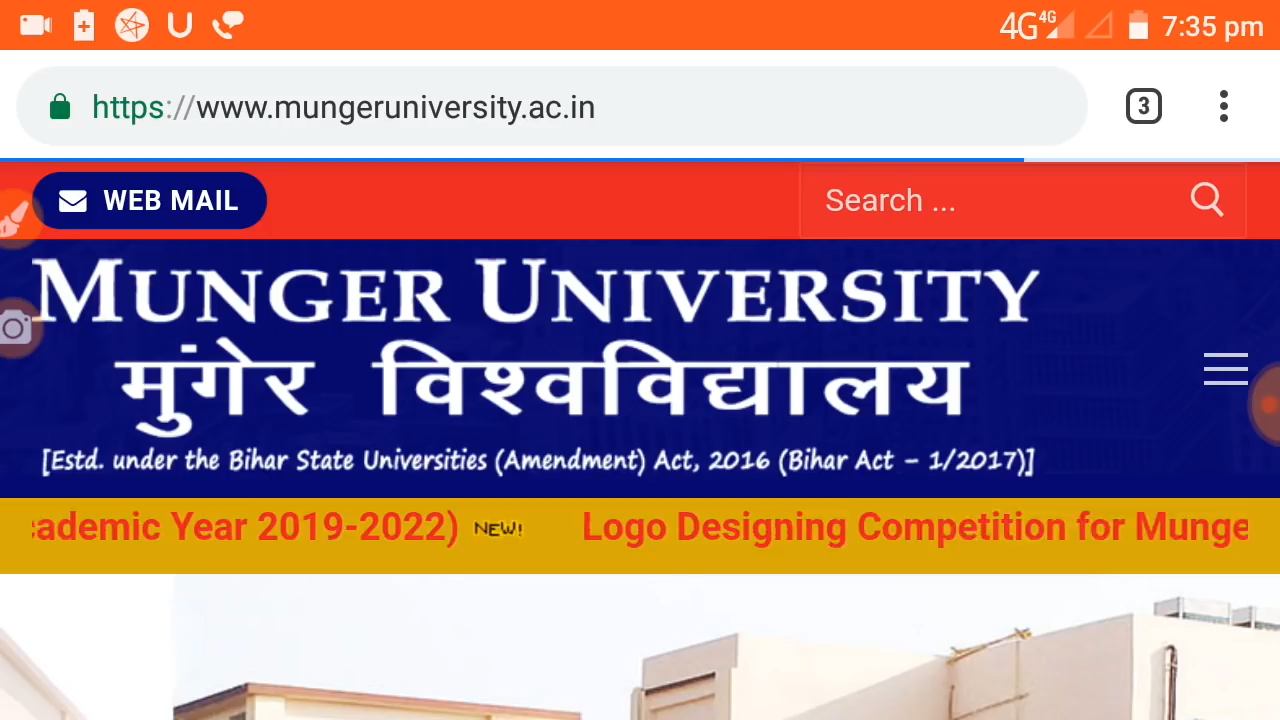 4G 4G 7:35 pm
https://www.mungeruniversity.ac.in 3
WEB MAIL Search ...
MUNGER UNIVERSITY
मुंगेर विश्वविद्यालय
[Estd. under the Bihar State Universities (Amendment) Act, 2016 (Bihar Act – 1/2017)]
cademic Year 2019-2022) NEW! Logo Designing Competition for Munge